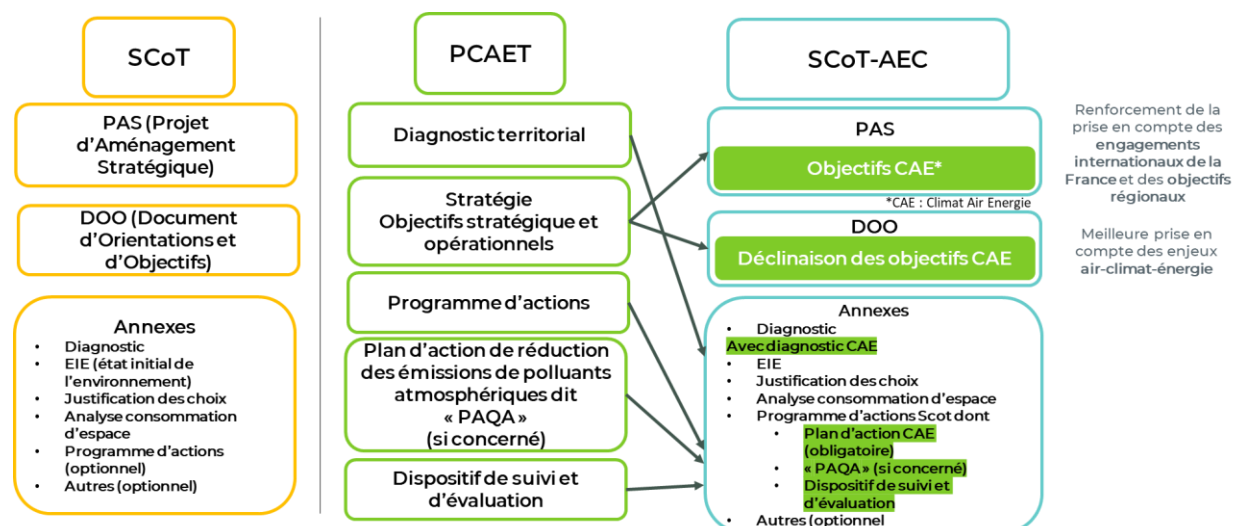 SCoT
PAS (Projet
d'Aménagement
Stratégique)
DOO (Document
d'Orientations et
d'Objectifs)
Annexes
• Diagnostic
• EIE (état initial de
l'environnement)
• Justification des choix
• Analyse consommation
d'espace
• Programme d'actions
(optionnel)
• Autres (optionnel)
PCAET
Diagnostic territorial
Stratégie
Objectifs stratégique et
opérationnels
Programme d'actions
Plan d'action de réduction
des émissions de polluants
atmosphériques dit
« PAQA »
(si concerné)
Dispositif de suivi et
d'évaluation
SCoT-AEC
PAS
Objectifs CAE*
*CAE : Climat Air Energie
DOO
Déclinaison des objectifs CAE
Annexes
• Diagnostic
Avec diagnostic CAE
• EIE
• Justification des choix
• Analyse consommation d'espace
• Programme d'actions Scot dont
• Plan d'action CAE
(obligatoire)
• « PAQA » (si concerné)
• Dispositif de suivi et
d'évaluation
• Autres (optionnel
Renforcement de la
prise en compte des
engagements
internationaux de la
France et des objectifs
régionaux
Meilleure prise en
compte des enjeux
air-climat-énergie